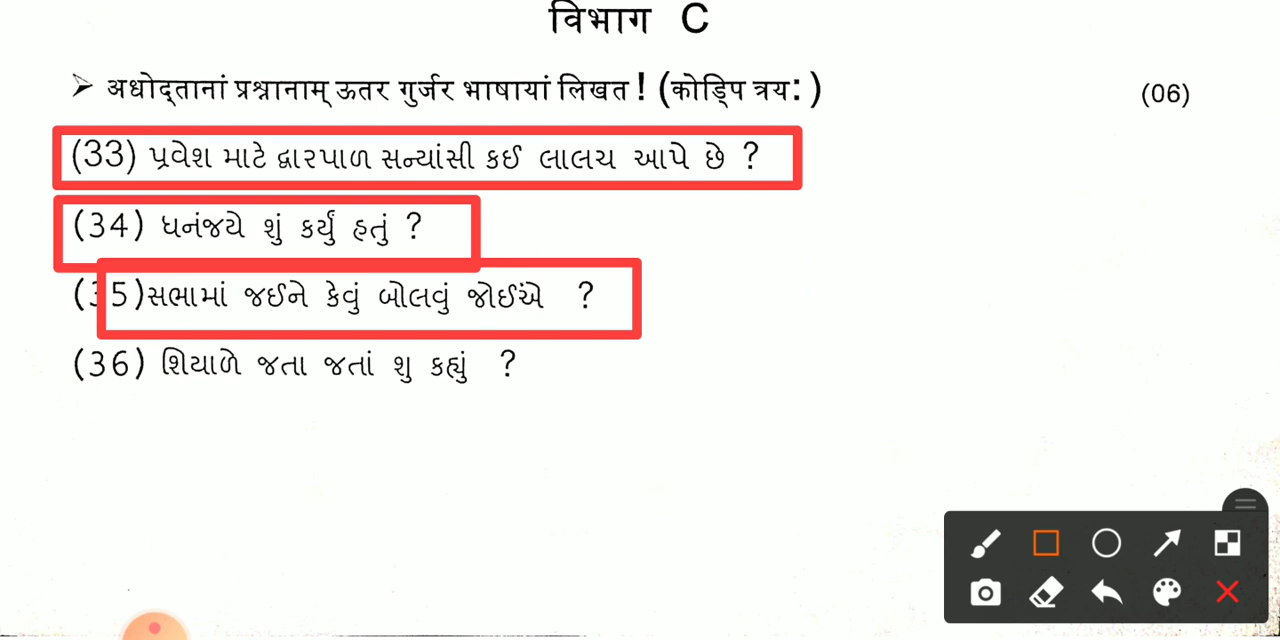 विभाग C
➢ अधोद्तानां प्रश्नानाम् ऊतर गुर्जर भाषायां लिखत ! (कोड्पि त्रय: ) (06)
(33) પ્રવેશ માટે દ્વારપાળ સન્યાંસી કઈ લાલચ આપે છે ?
(34) ધનંજયે શું કર્યું હતું ?
(35)સભામાં જઈને કેવું બોલવું જોઈએ ?
(36) શિયાળે જતા જતાં શુ કહ્યું ?